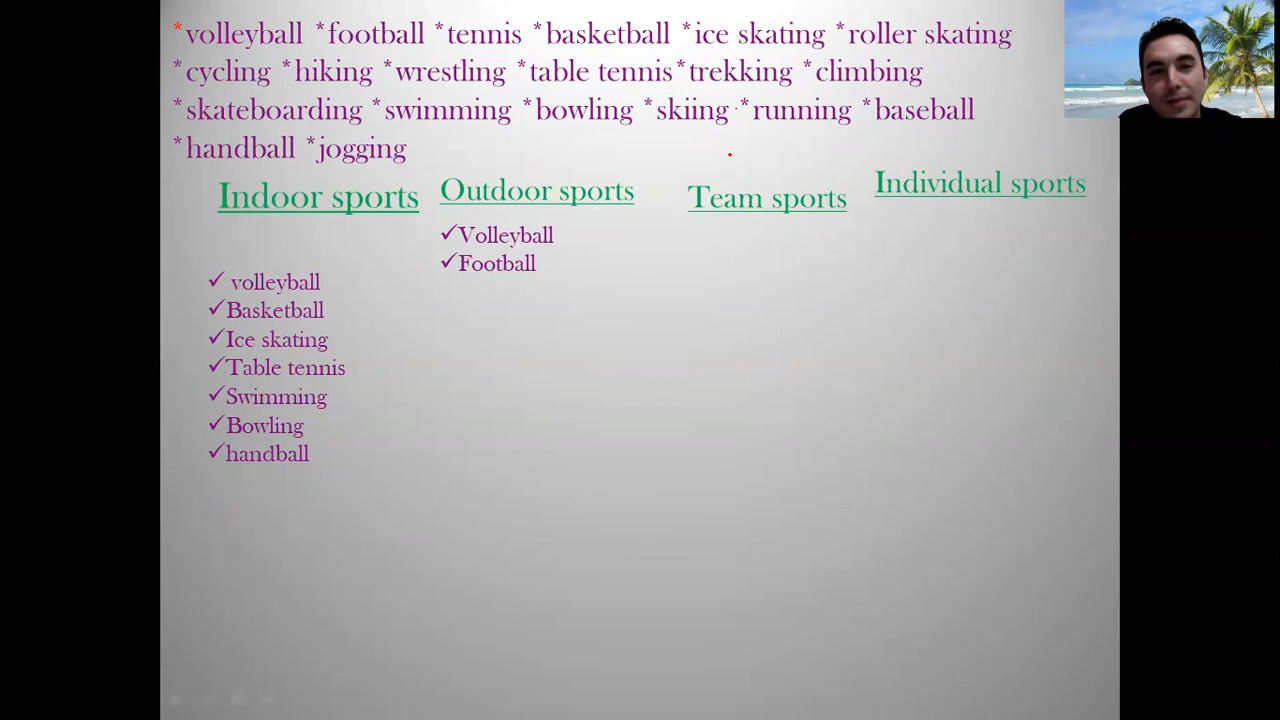 *volleyball *football *tennis *basketball *ice skating *roller skating
*cycling *hiking *wrestling *table tennis*trekking *climbing
*skateboarding *swimming *bowling *skiing *running *baseball
*handball *jogging
Indoor sports
✓ volleyball
✓Basketball
✓Ice skating
✓Table tennis
✓Swimming
✓Bowling
✓handball
Outdoor sports
✓Volleyball
✓Football
Team sports
Individual sports